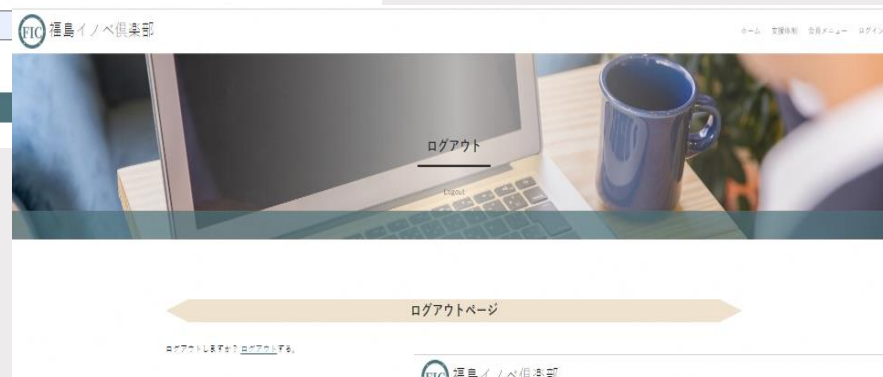 FIC 福島イノベ倶楽部
ホーム 支援体制 会員メニュー ログイン
ログアウト
Logout
ログアウトページ
ログアウトしますか？ログアウトする。
FIC 福島イノベ倶楽部